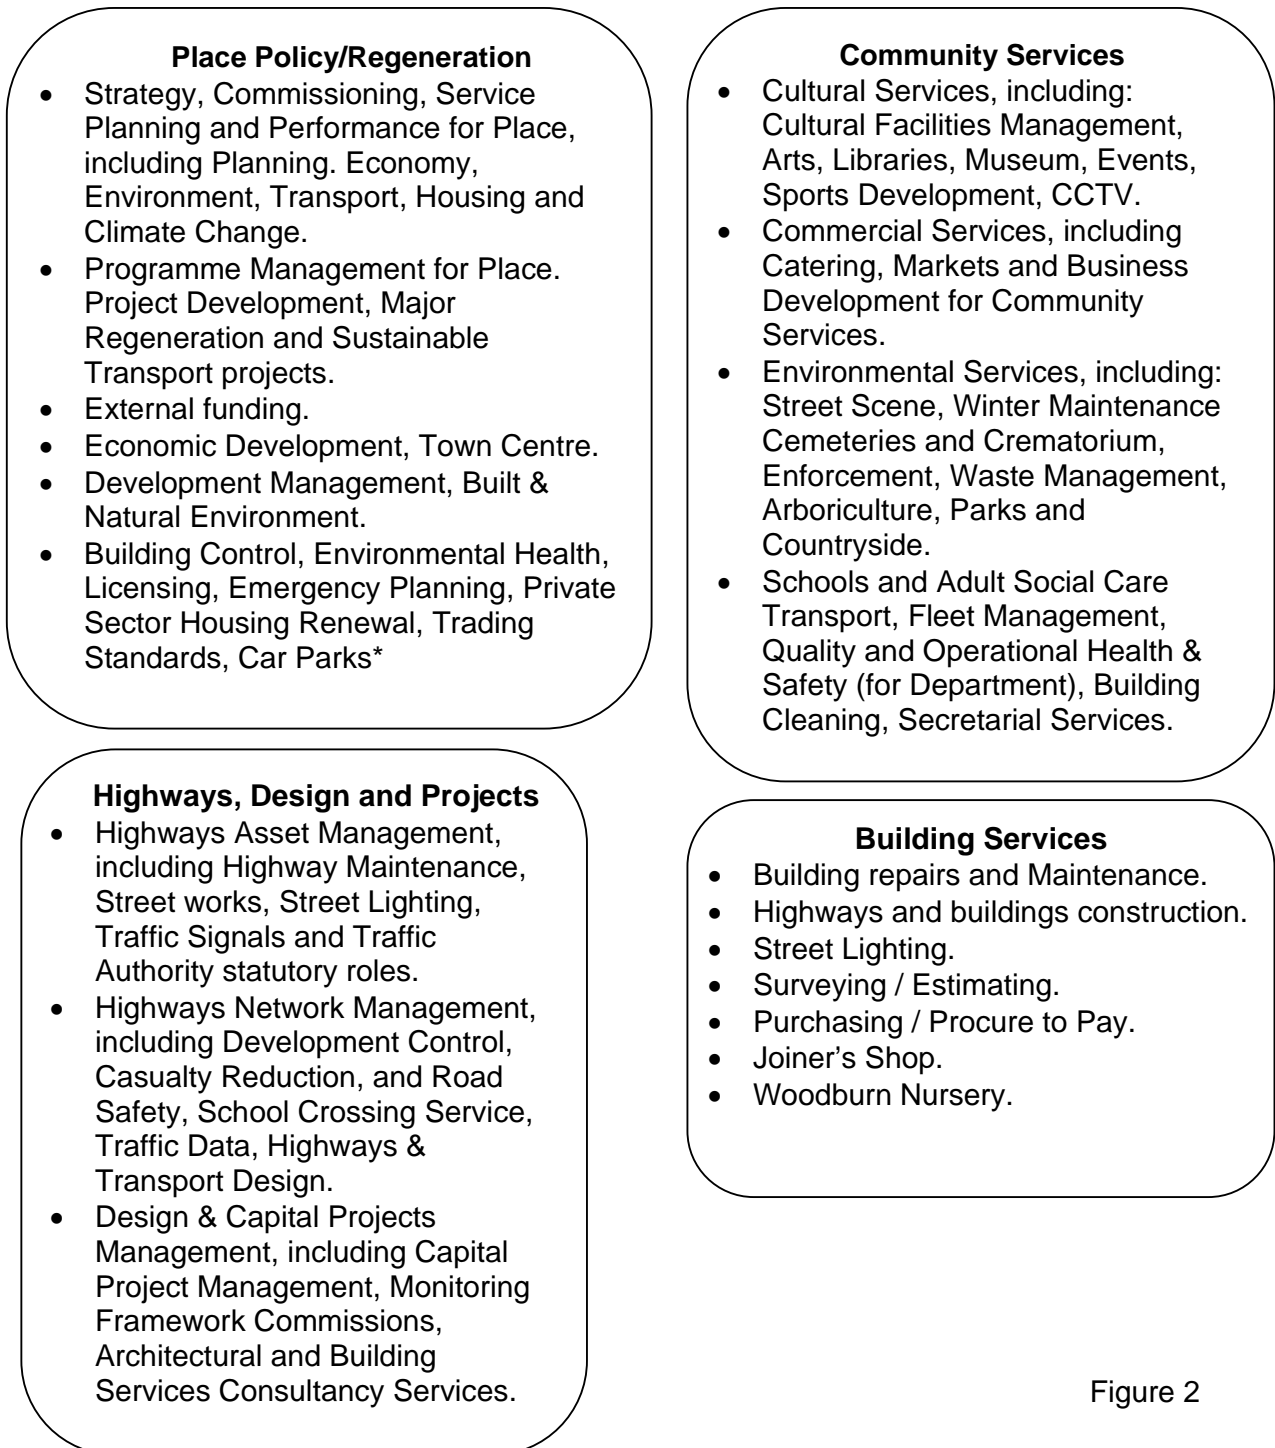 Place Policy/Regeneration
• Strategy, Commissioning, Service
Planning and Performance for Place,
including Planning. Economy,
Environment, Transport, Housing and
Climate Change.
• Programme Management for Place.
Project Development, Major
Regeneration and Sustainable
Transport projects.
• External funding.
• Economic Development, Town Centre.
• Development Management, Built &
Natural Environment.
• Building Control, Environmental Health,
Licensing, Emergency Planning, Private
Sector Housing Renewal, Trading
Standards, Car Parks*
Community Services
• Cultural Services, including:
Cultural Facilities Management,
Arts, Libraries, Museum, Events,
Sports Development, CCTV.
• Commercial Services, including
Catering, Markets and Business
Development for Community
Services.
• Environmental Services, including:
Street Scene, Winter Maintenance
Cemeteries and Crematorium,
Enforcement, Waste Management,
Arboriculture, Parks and
Countryside.
• Schools and Adult Social Care
Transport, Fleet Management,
Quality and Operational Health &
Safety (for Department), Building
Cleaning, Secretarial Services.
Highways, Design and Projects
• Highways Asset Management,
including Highway Maintenance,
Street works, Street Lighting,
Traffic Signals and Traffic
Authority statutory roles.
• Highways Network Management,
including Development Control,
Casualty Reduction, and Road
Safety, School Crossing Service,
Traffic Data, Highways &
Transport Design.
• Design & Capital Projects
Management, including Capital
Project Management, Monitoring
Framework Commissions,
Architectural and Building
Services Consultancy Services.
Building Services
• Building repairs and Maintenance.
• Highways and buildings construction.
• Street Lighting.
• Surveying / Estimating.
• Purchasing / Procure to Pay.
• Joiner’s Shop.
• Woodburn Nursery.
Figure 2